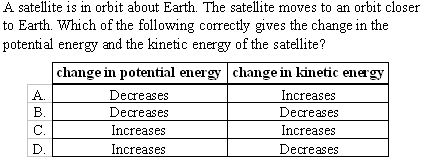 A satellite is in orbit about Earth. The satellite moves to an orbit closer
to Earth. Which of the following correctly gives the change in the
potential energy and the kinetic energy of the satellite?
change in potential energy change in kinetic energy
A. Decreases Increases
B. Decreases Decreases
C. Increases Increases
D. Increases Decreases